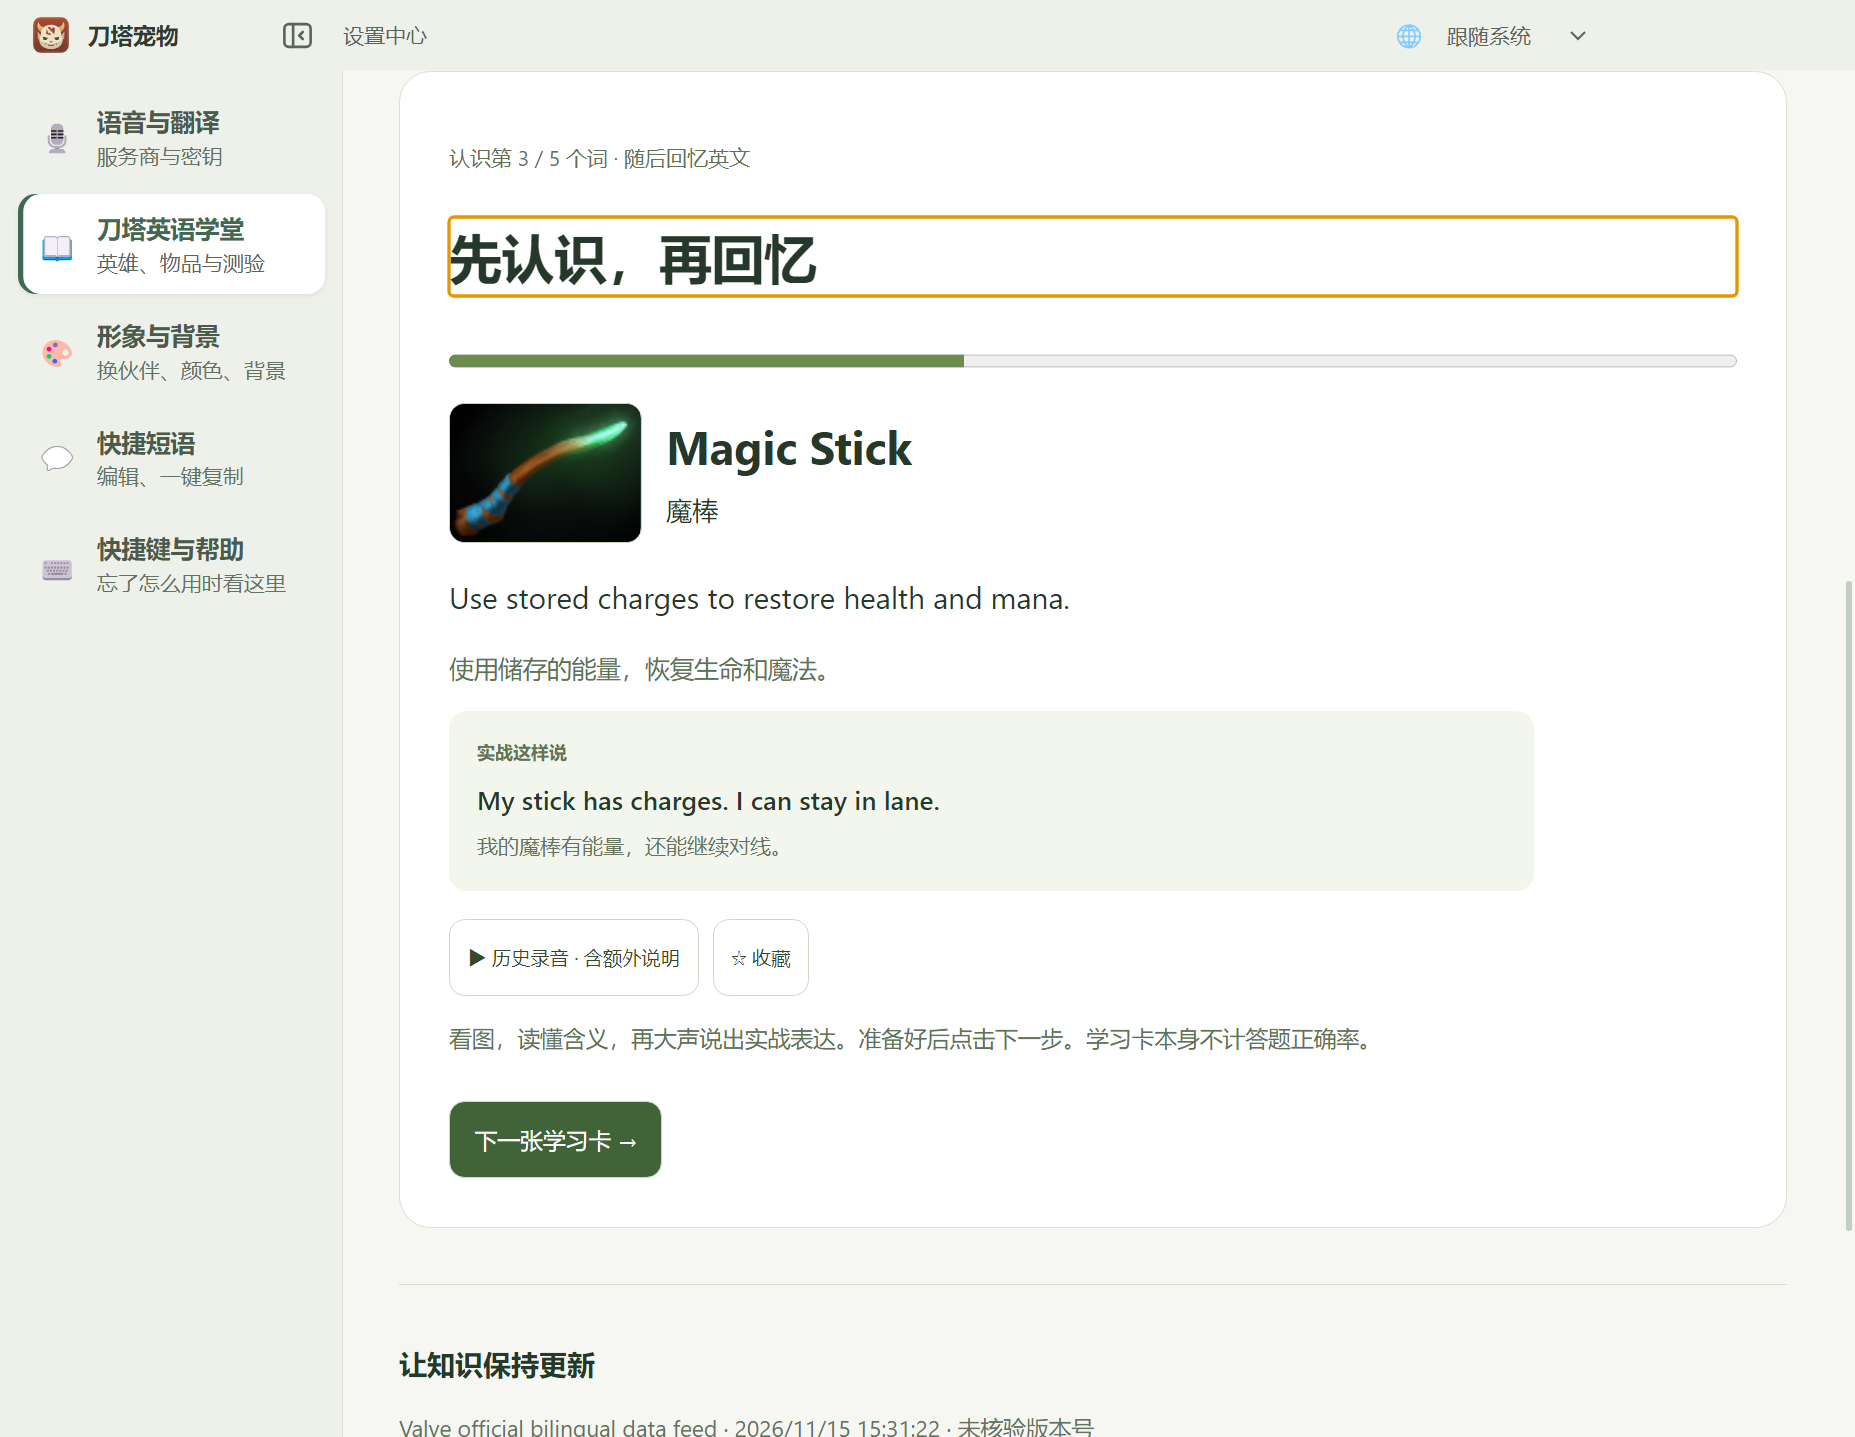 刀塔宠物
设置中心
跟随系统
语音与翻译
服务商与密钥
刀塔英语学堂
英雄、物品与测验
形象与背景
换伙伴、颜色、背景
快捷短语
编辑、一键复制
快捷键与帮助
忘了怎么用时看这里
认识第 3 / 5 个词 · 随后回忆英文
先认识，再回忆
Magic Stick
魔棒
Use stored charges to restore health and mana.
使用储存的能量，恢复生命和魔法。
实战这样说
My stick has charges. I can stay in lane.
我的魔棒有能量，还能继续对线。
▶ 历史录音 · 含额外说明
☆ 收藏
看图，读懂含义，再大声说出实战表达。准备好后点击下一步。学习卡本身不计答题正确率。
下一张学习卡 →
让知识保持更新
Valve official bilingual data feed · 2026/11/15 15:31:22 · 未核验版本号